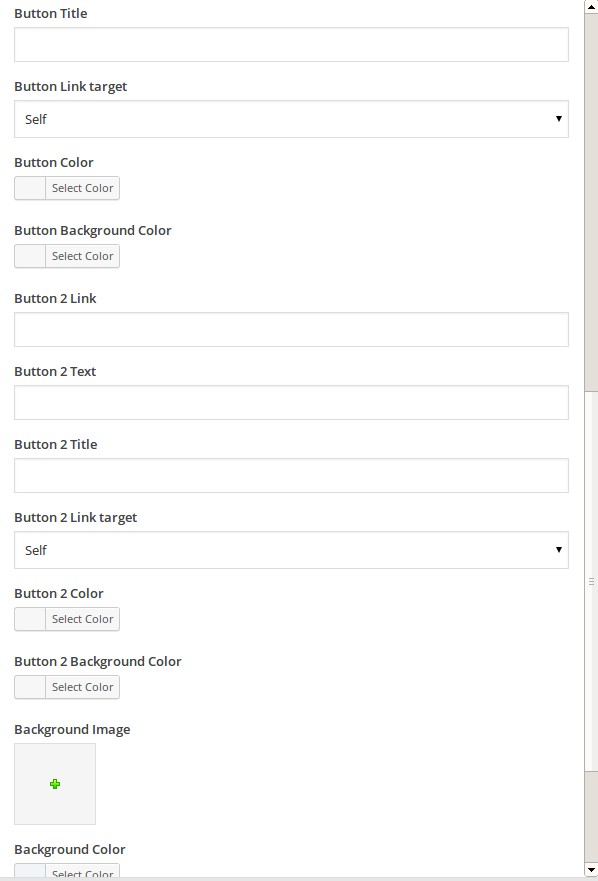 Button Title
Button Link target
Self
Button Color
Select Color
Button Background Color
Select Color
Button 2 Link
Button 2 Text
Button 2 Title
Button 2 Link target
Self
Button 2 Color
Select Color
Button 2 Background Color
Select Color
Background Image
Background Color
Select Color